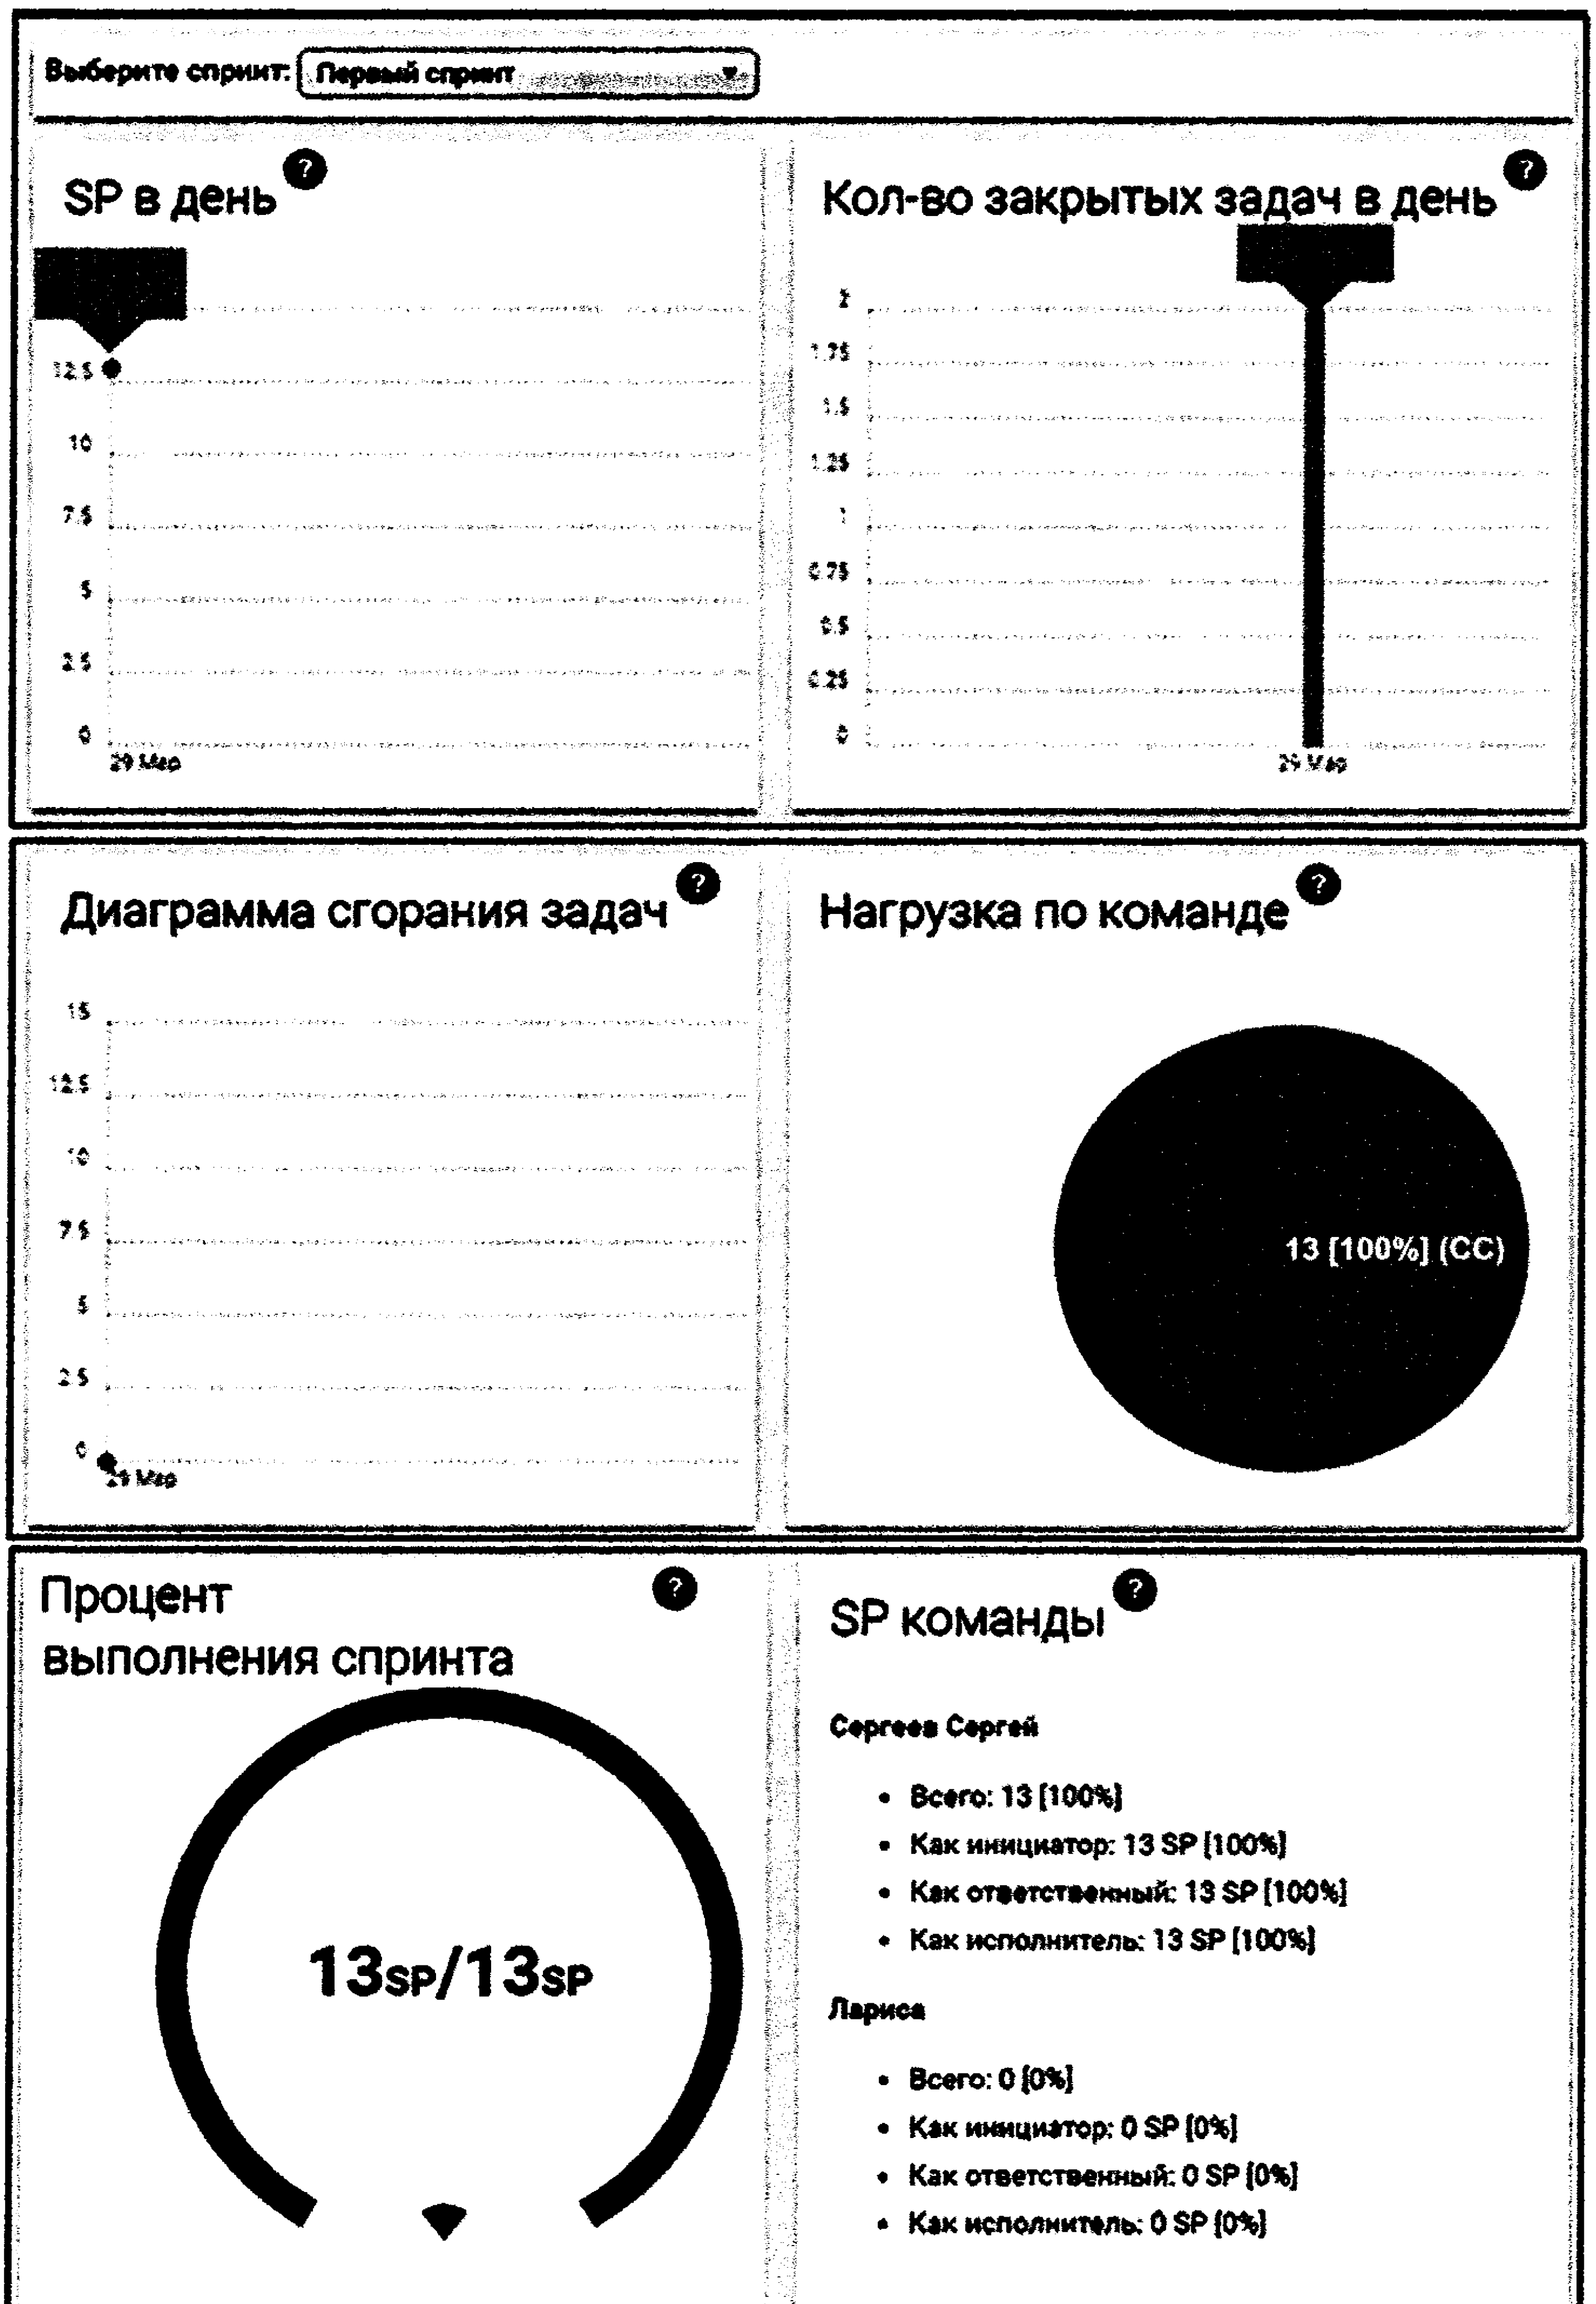 Выберите спринт: Первый спринт
SP в день ?
12.5
10
7.5
5
2.5
0
29 Мар
Кол-во закрытых задач в день ?
2
1.75
1.5
1.25
1
0.75
0.5
0.25
0
29 Мар
Диаграмма сгорания задач ?
15
12.5
10
7.5
5
2.5
0
29 Мар
Нагрузка по команде ?
13 [100%] (СС)
Процент ?
выполнения спринта
13SP/13SP
SP команды ?
Сергеев Сергей
• Всего: 13 [100%]
• Как инициатор: 13 SP [100%]
• Как ответственный: 13 SP [100%]
• Как исполнитель: 13 SP [100%]
Лариса
• Всего: 0 [0%]
• Как инициатор: 0 SP [0%]
• Как ответственный: 0 SP [0%]
• Как исполнитель: 0 SP [0%]